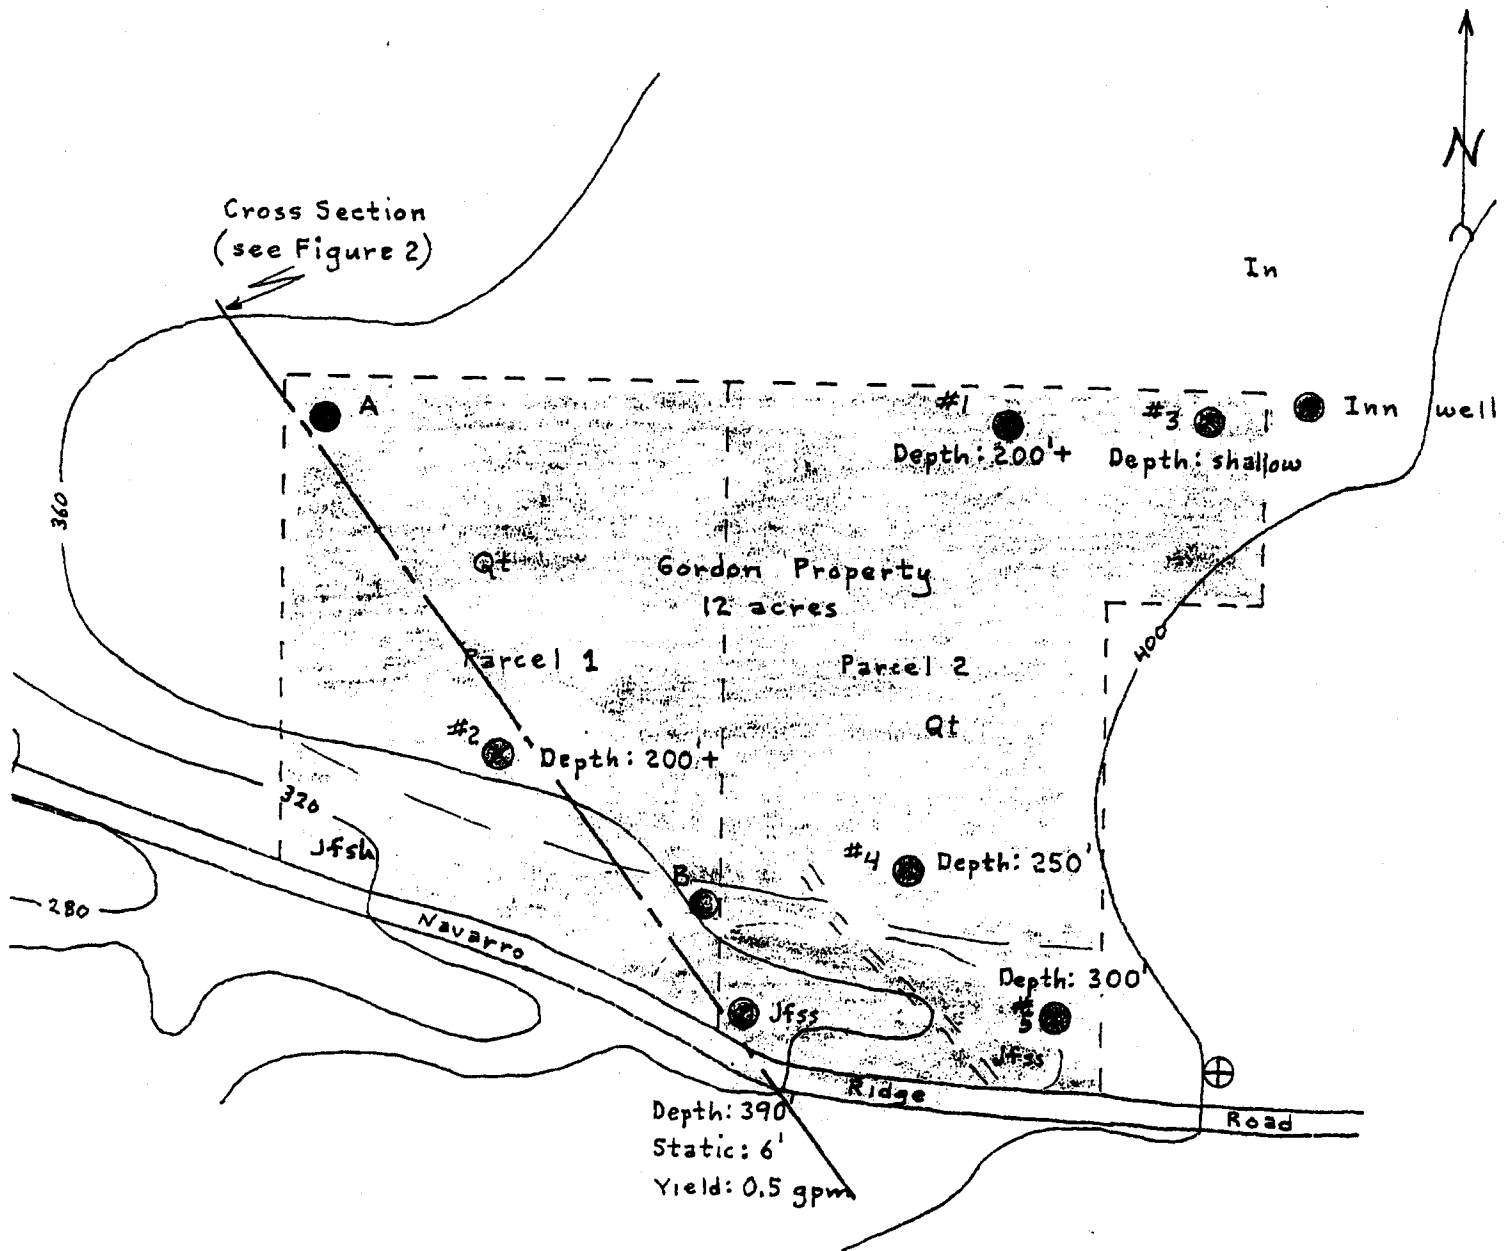 N
Cross Section
(see Figure 2)
In
A
#1
#3
Inn well
Depth: 200'+
Depth: shallow
360
Qt
Gordon Property
12 acres
400
Parcel 1
Parcel 2
Qt
#2
Depth: 200'+
320
Jfsh
#4
Depth: 250'
B
280
Navarro
Depth: 300'
#5
Jfss
Jfss
Ridge
Road
Depth: 390'
Static: 6'
Yield: 0.5 gpm